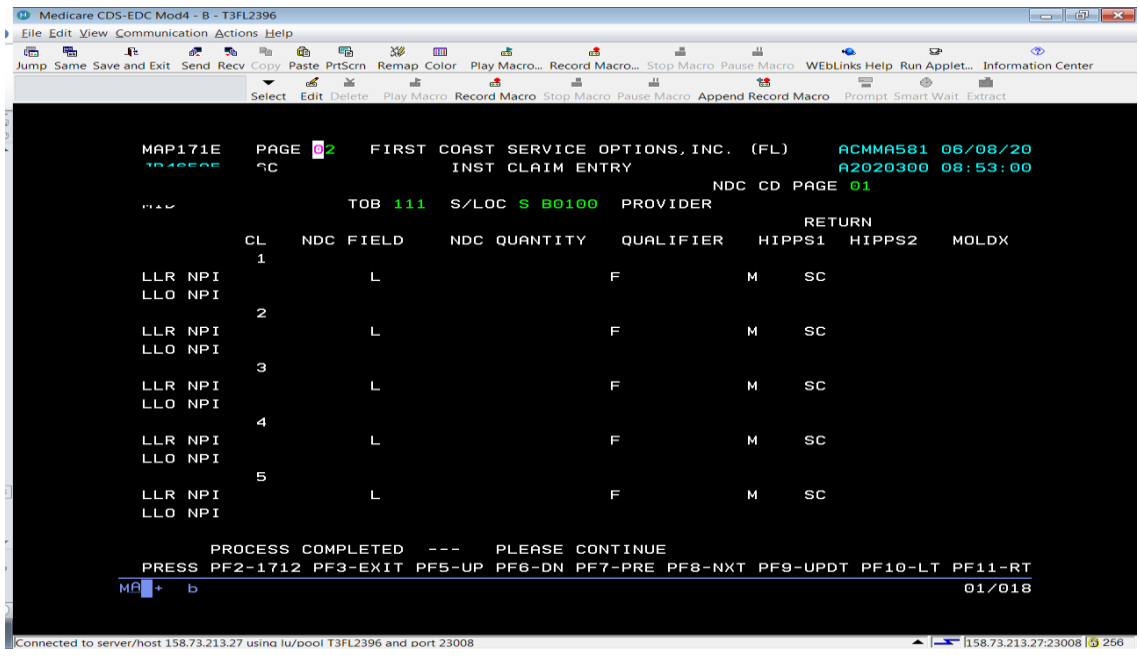 Medicare CDS-EDC Mod4 - B - T3FL2396
File Edit View Communication Actions Help
Jump Same Save and Exit Send Recv Copy Paste PrtScrn Remap Color Play Macro... Record Macro... Stop Macro Pause Macro WEbLinks Help Run Applet... Information Center
Select Edit Delete Play Macro Record Macro Stop Macro Pause Macro Append Record Macro Prompt Smart Wait Extract
MAP171E PAGE 02 FIRST COAST SERVICE OPTIONS,INC. (FL) ACMMA581 06/08/20
SC INST CLAIM ENTRY A2020300 08:53:00
NDC CD PAGE 01
TOB 111 S/LOC S B0100 PROVIDER
RETURN
CL NDC FIELD NDC QUANTITY QUALIFIER HIPPS1 HIPPS2 MOLDX
1
LLR NPI L F M SC
LLO NPI
2
LLR NPI L F M SC
LLO NPI
3
LLR NPI L F M SC
LLO NPI
4
LLR NPI L F M SC
LLO NPI
5
LLR NPI L F M SC
LLO NPI
PROCESS COMPLETED --- PLEASE CONTINUE
PRESS PF2-1712 PF3-EXIT PF5-UP PF6-DN PF7-PRE PF8-NXT PF9-UPDT PF10-LT PF11-RT
MA + b 01/018
Connected to server/host 158.73.213.27 using lu/pool T3FL2396 and port 23008 158.73.213.27:23008 256